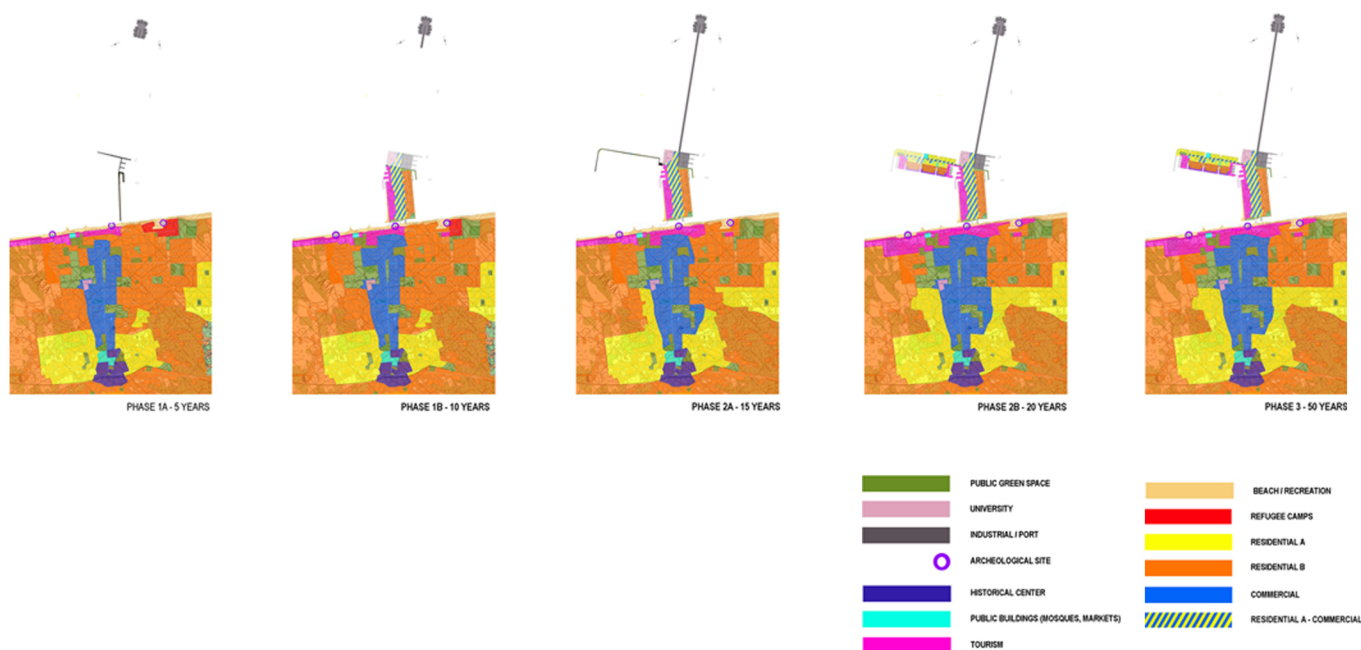 PHASE 1A - 5 YEARS
PHASE 1B - 10 YEARS
PHASE 2A - 15 YEARS
PHASE 2B - 20 YEARS
PHASE 3 - 50 YEARS
PUBLIC GREEN SPACE
UNIVERSITY
INDUSTRIAL / PORT
ARCHEOLOGICAL SITE
HISTORICAL CENTER
PUBLIC BUILDINGS (MOSQUES, MARKETS)
TOURISM
BEACH / RECREATION
REFUGEE CAMPS
RESIDENTIAL A
RESIDENTIAL B
COMMERCIAL
RESIDENTIAL A - COMMERCIAL